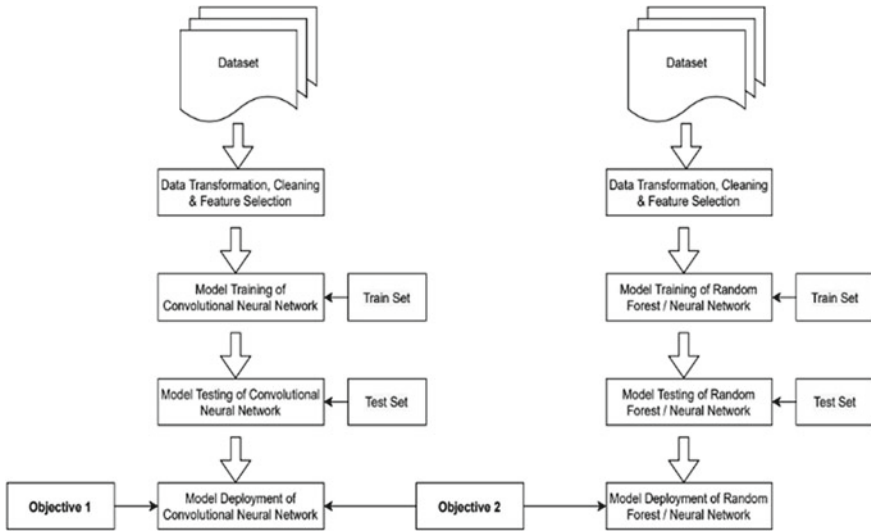 Dataset
Data Transformation, Cleaning
& Feature Selection
Model Training of
Convolutional Neural Network
Train Set
Model Testing of Convolutional
Neural Network
Test Set
Objective 1
Model Deployment of
Convolutional Neural Network
Objective 2
Dataset
Data Transformation, Cleaning
& Feature Selection
Model Training of Random
Forest / Neural Network
Train Set
Model Testing of Random
Forest / Neural Network
Test Set
Model Deployment of Random
Forest / Neural Network